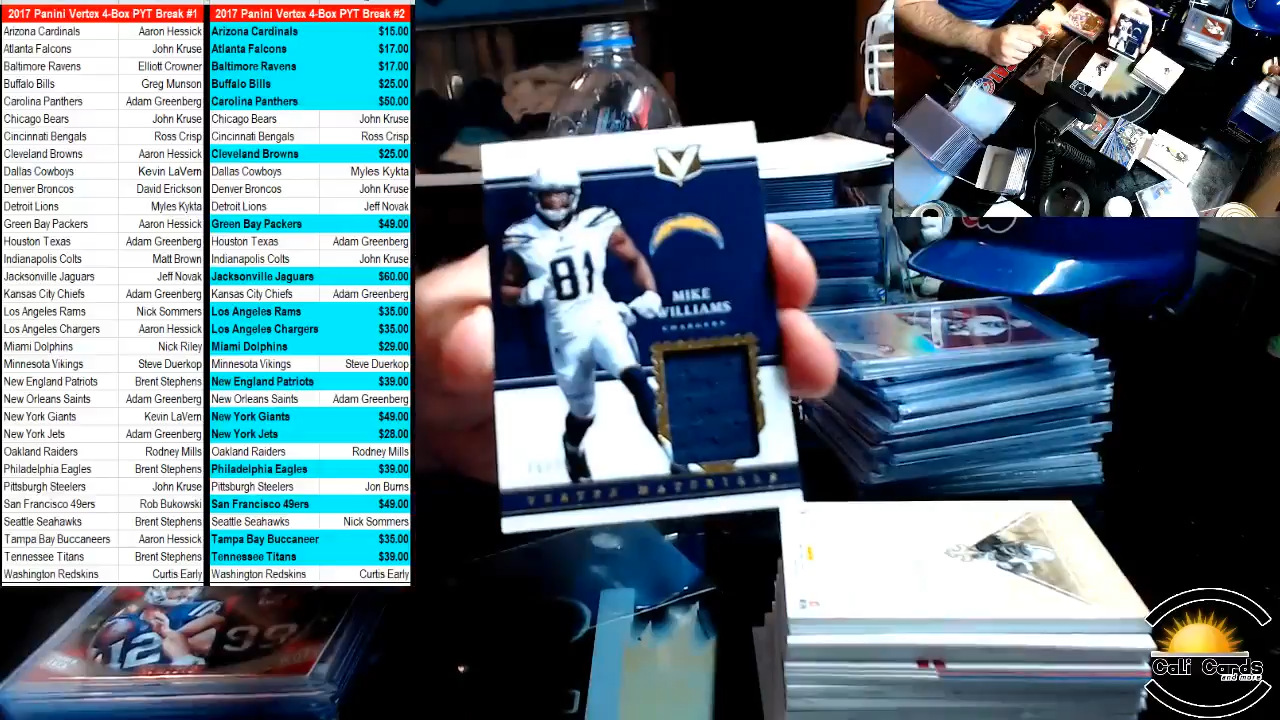 2017 Panini Vertex 4-Box PYT Break #1
Arizona Cardinals Aaron Hessick
Atlanta Falcons John Kruse
Baltimore Ravens Elliott Crowner
Buffalo Bills Greg Munson
Carolina Panthers Adam Greenberg
Chicago Bears John Kruse
Cincinnati Bengals Ross Crisp
Cleveland Browns Aaron Hessick
Dallas Cowboys Kevin LaVern
Denver Broncos David Erickson
Detroit Lions Myles Kykta
Green Bay Packers Aaron Hessick
Houston Texas Adam Greenberg
Indianapolis Colts Matt Brown
Jacksonville Jaguars Jeff Novak
Kansas City Chiefs Adam Greenberg
Los Angeles Rams Nick Sommers
Los Angeles Chargers Aaron Hessick
Miami Dolphins Nick Riley
Minnesota Vikings Steve Duerkop
New England Patriots Brent Stephens
New Orleans Saints Adam Greenberg
New York Giants Kevin LaVern
New York Jets Adam Greenberg
Oakland Raiders Rodney Mills
Philadelphia Eagles Brent Stephens
Pittsburgh Steelers John Kruse
San Francisco 49ers Rob Bukowski
Seattle Seahawks Brent Stephens
Tampa Bay Buccaneers Aaron Hessick
Tennessee Titans Brent Stephens
Washington Redskins Curtis Early
2017 Panini Vertex 4-Box PYT Break #2
Arizona Cardinals $15.00
Atlanta Falcons $17.00
Baltimore Ravens $17.00
Buffalo Bills $25.00
Carolina Panthers $50.00
Chicago Bears John Kruse
Cincinnati Bengals Ross Crisp
Cleveland Browns $25.00
Dallas Cowboys Myles Kykta
Denver Broncos John Kruse
Detroit Lions Jeff Novak
Green Bay Packers $49.00
Houston Texas Adam Greenberg
Indianapolis Colts John Kruse
Jacksonville Jaguars $60.00
Kansas City Chiefs Adam Greenberg
Los Angeles Rams $35.00
Los Angeles Chargers $35.00
Miami Dolphins $29.00
Minnesota Vikings Steve Duerkop
New England Patriots $39.00
New Orleans Saints Adam Greenberg
New York Giants $49.00
New York Jets $28.00
Oakland Raiders Rodney Mills
Philadelphia Eagles $39.00
Pittsburgh Steelers Jon Burns
San Francisco 49ers $49.00
Seattle Seahawks Nick Sommers
Tampa Bay Buccaneer $35.00
Tennessee Titans $39.00
Washington Redskins Curtis Early
81
MIKE
WILLIAMS
CHARGERS
VERTEX MATERIALS
12
99
Cali Cards
and more